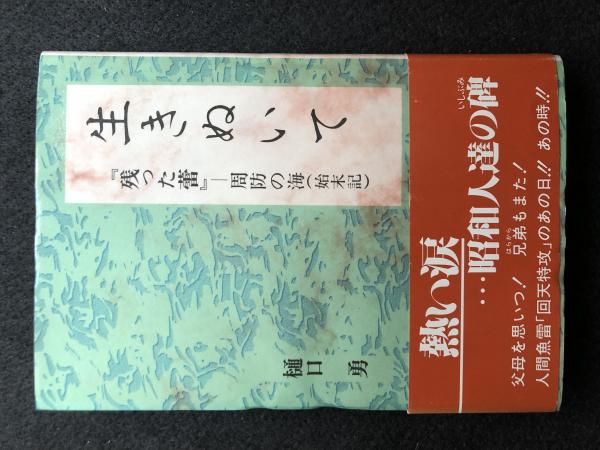 生きぬいて
『残った蕾』―周防の海(始末記)
樋口 勇
熱い涙
…昭和人達の碑
いしぶみ
父母を思いつ! 兄弟もまた!
はらから
人間魚雷「回天特攻」のあの日!! あの時!!